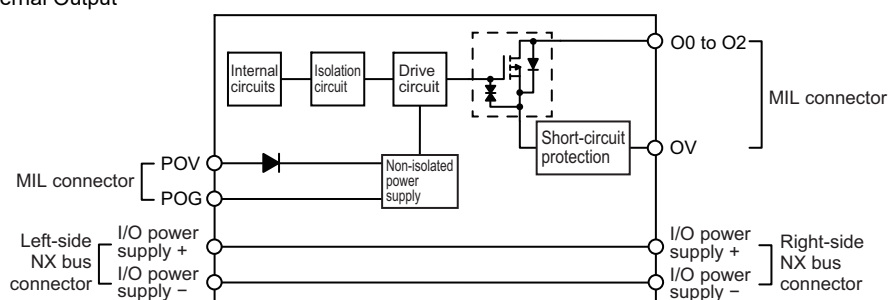 ernal Output
Internal
circuits
Isolation
circuit
Drive
circuit
O0 to O2
MIL connector
Short-circuit
protection
OV
MIL connector
POV
POG
Non-isolated
power
supply
Left-side
NX bus
connector
I/O power
supply +
I/O power
supply −
I/O power
supply +
I/O power
supply −
Right-side
NX bus
connector